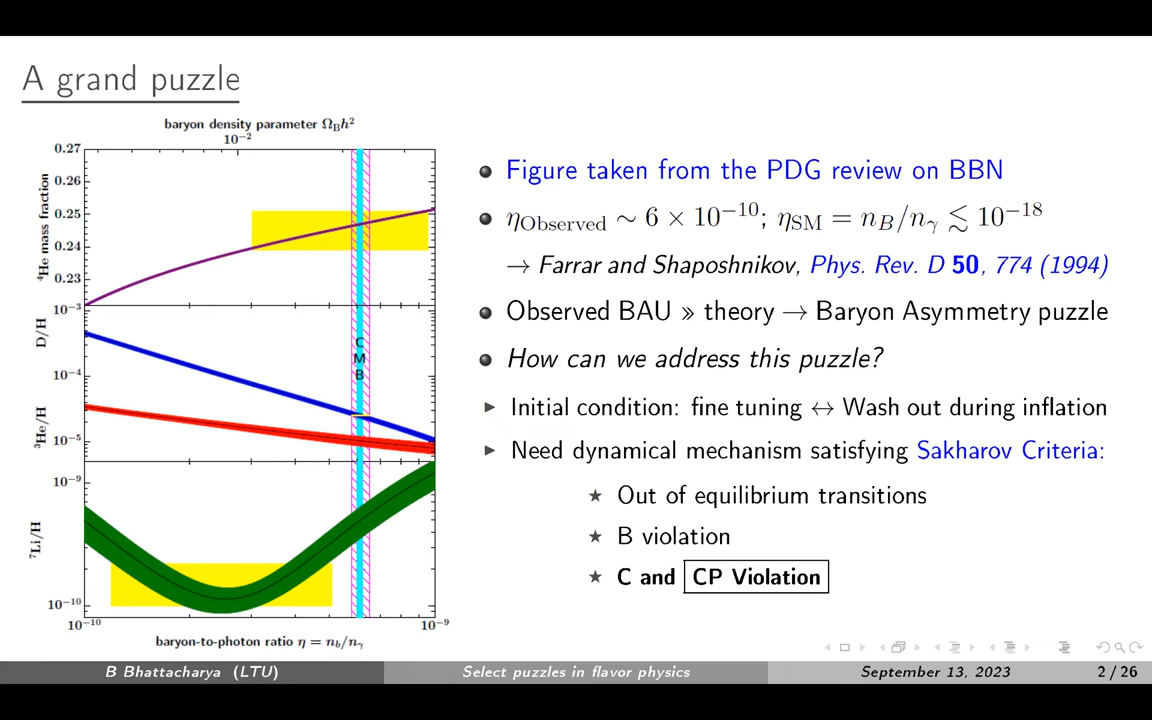 A grand puzzle
baryon density parameter Ω_B h²
10⁻²
0.27
0.26
0.25
0.24
0.23
⁴He mass fraction
10⁻³
10⁻⁴
10⁻⁵
D/H
³He/H
C
M
B
10⁻⁹
10⁻¹⁰
⁷Li/H
10⁻¹⁰ 10⁻⁹
baryon-to-photon ratio η = n_b/n_γ
Figure taken from the PDG review on BBN
η_Observed ∼ 6 × 10⁻¹⁰; η_SM = n_B/n_γ ≲ 10⁻¹⁸
→ Farrar and Shaposhnikov, Phys. Rev. D 50, 774 (1994)
Observed BAU » theory → Baryon Asymmetry puzzle
How can we address this puzzle?
Initial condition: fine tuning ↔ Wash out during inflation
Need dynamical mechanism satisfying Sakharov Criteria:
Out of equilibrium transitions
B violation
C and CP Violation
B Bhattacharya (LTU) Select puzzles in flavor physics September 13, 2023 2 / 26